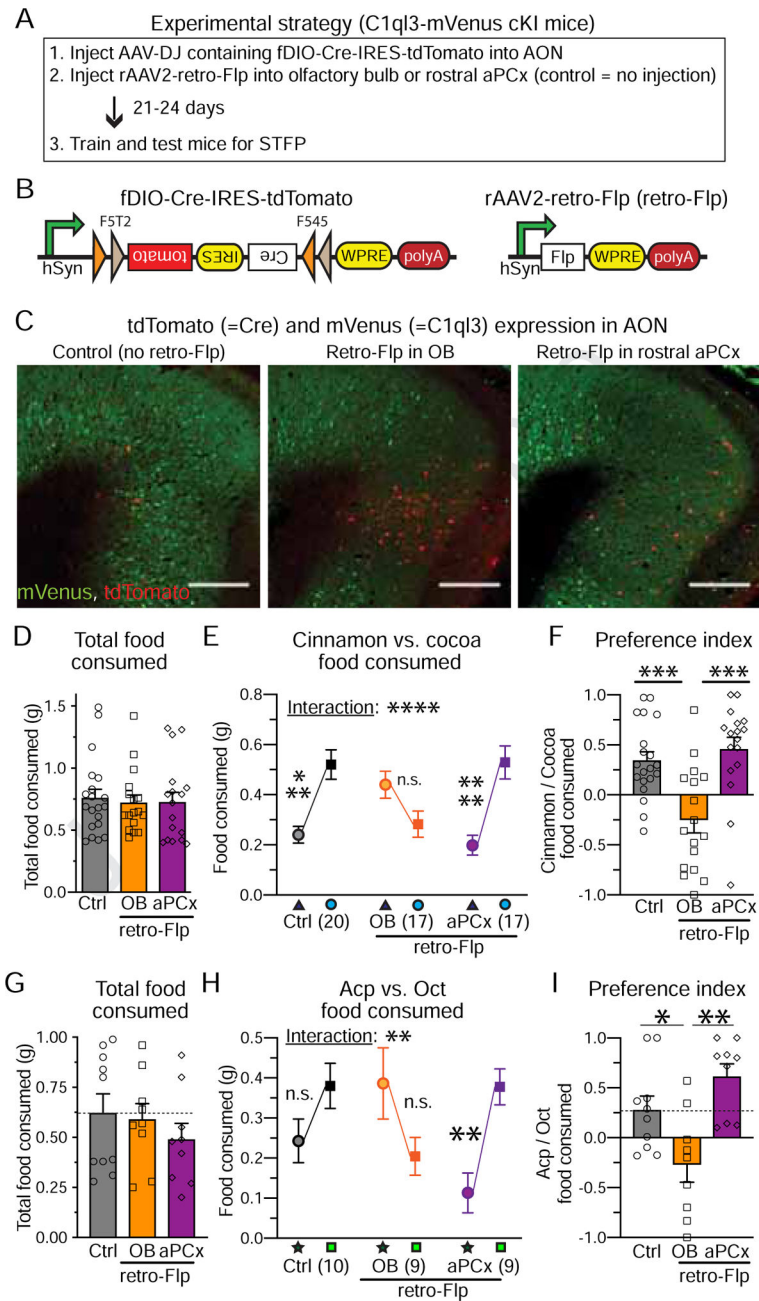 A
Experimental strategy (C1ql3-mVenus cKI mice)
1. Inject AAV-DJ containing fDIO-Cre-IRES-tdTomato into AON
2. Inject rAAV2-retro-Flp into olfactory bulb or rostral aPCx (control = no injection)
21-24 days
3. Train and test mice for STFP
B
fDIO-Cre-IRES-tdTomato
rAAV2-retro-Flp (retro-Flp)
F5T2
F545
hSyn
tomato
IRES
Cre
WPRE
polyA
hSyn
Flp
WPRE
polyA
C
tdTomato (=Cre) and mVenus (=C1ql3) expression in AON
Control (no retro-Flp)
Retro-Flp in OB
Retro-Flp in rostral aPCx
mVenus, tdTomato
D
Total food
consumed
Total food consumed (g)
1.5
1.0
0.5
0.0
Ctrl
OB
aPCx
retro-Flp
E
Cinnamon vs. cocoa
food consumed
Interaction: ****
Food consumed (g)
0.8
0.6
0.4
0.2
0.0
*
**
n.s.
**
**
Ctrl (20)
OB (17)
aPCx (17)
retro-Flp
F
Preference index
***
***
Cinnamon / Cocoa
food consumed
1.0
0.5
0.0
-0.5
-1.0
Ctrl
OB
aPCx
retro-Flp
G
Total food
consumed
Total food consumed (g)
1.00
0.75
0.50
0.25
0.00
Ctrl
OB
aPCx
retro-Flp
H
Acp vs. Oct
food consumed
Interaction: **
Food consumed (g)
0.5
0.4
0.3
0.2
0.1
0.0
n.s.
n.s.
**
Ctrl (10)
OB (9)
aPCx (9)
retro-Flp
I
Preference index
*
**
Acp / Oct
food consumed
1.0
0.5
0.0
-0.5
-1.0
Ctrl
OB
aPCx
retro-Flp